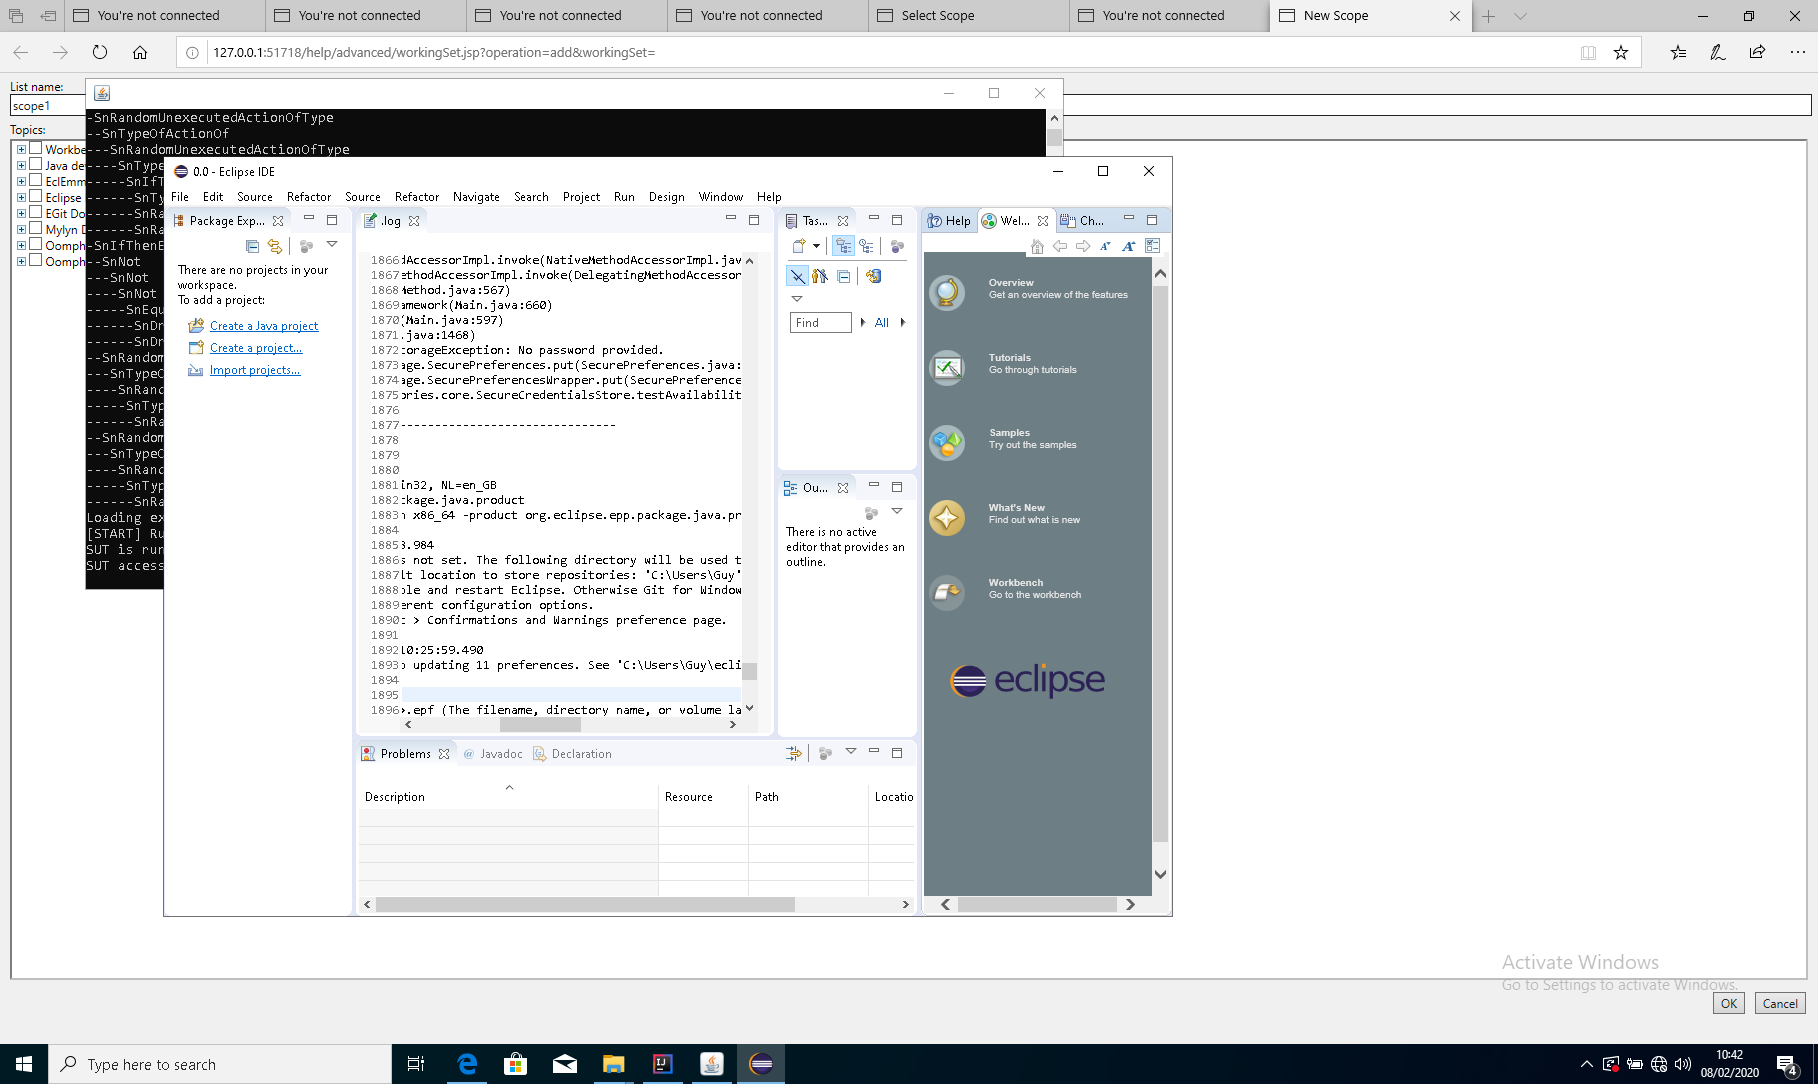 You're not connected
You're not connected
You're not connected
You're not connected
Select Scope
You're not connected
New Scope
127.0.0.1:51718/help/advanced/workingSet.jsp?operation=add&workingSet=
List name:
scope1
Topics:
Workbe
Java de
EclEmm
Eclipse
EGit Do
Mylyn D
Oomph
Oomph
-SnRandomUnexecutedActionOfType
--SnTypeOfActionOf
---SnRandomUnexecutedActionOfType
----SnType
-----SnIfT
------SnTy
------SnRa
------SnRa
-SnIfThenE
--SnNot
---SnNot
----SnNot
-----SnEqu
------SnDr
------SnDr
--SnRandom
---SnTypeO
----SnRand
-----SnTyp
------SnRa
--SnRandom
---SnTypeO
----SnRand
-----SnTyp
------SnRa
Loading ex
[START] Ru
SUT is run
SUT access
0.0 - Eclipse IDE
File Edit Source Refactor Source Refactor Navigate Search Project Run Design Window Help
Package Exp...
There are no projects in your
workspace.
To add a project:
Create a Java project
Create a project...
Import projects...
.log
1866 dAccessorImpl.invoke(NativeMethodAccessorImpl.jav
1867 ethodAccessorImpl.invoke(DelegatingMethodAccessor
1868 Method.java:567)
1869 amework(Main.java:660)
1870 (Main.java:597)
1871 .java:1468)
1872 torageException: No password provided.
1873 age.SecurePreferences.put(SecurePreferences.java:
1874 age.SecurePreferencesWrapper.put(SecurePreference
1875 ories.core.SecureCredentialsStore.testAvailabilit
1876
1877 --------------------------------
1878
1879
1880
1881 in32, NL=en_GB
1882 ckage.java.product
1883 n x86_64 -product org.eclipse.epp.package.java.pr
1884
1885 3.984
1886 s not set. The following directory will be used t
1887 lt location to store repositories: 'C:\Users\Guy'
1888 ole and restart Eclipse. Otherwise Git for Window
1889 erent configuration options.
1890 t > Confirmations and Warnings preference page.
1891
1892 10:25:59.490
1893 o updating 11 preferences. See 'C:\Users\Guy\ecli
1894
1895
1896 .epf (The filename, directory name, or volume la
Tas...
Find
All
Ou...
There is no active
editor that provides an
outline.
Help
Wel...
Ch...
Overview
Get an overview of the features
Tutorials
Go through tutorials
Samples
Try out the samples
What's New
Find out what is new
Workbench
Go to the workbench
eclipse
Problems
@ Javadoc
Declaration
Description Resource Path Locatio
Activate Windows
Go to Settings to activate Windows.
OK
Cancel
Type here to search
10:42
08/02/2020
4